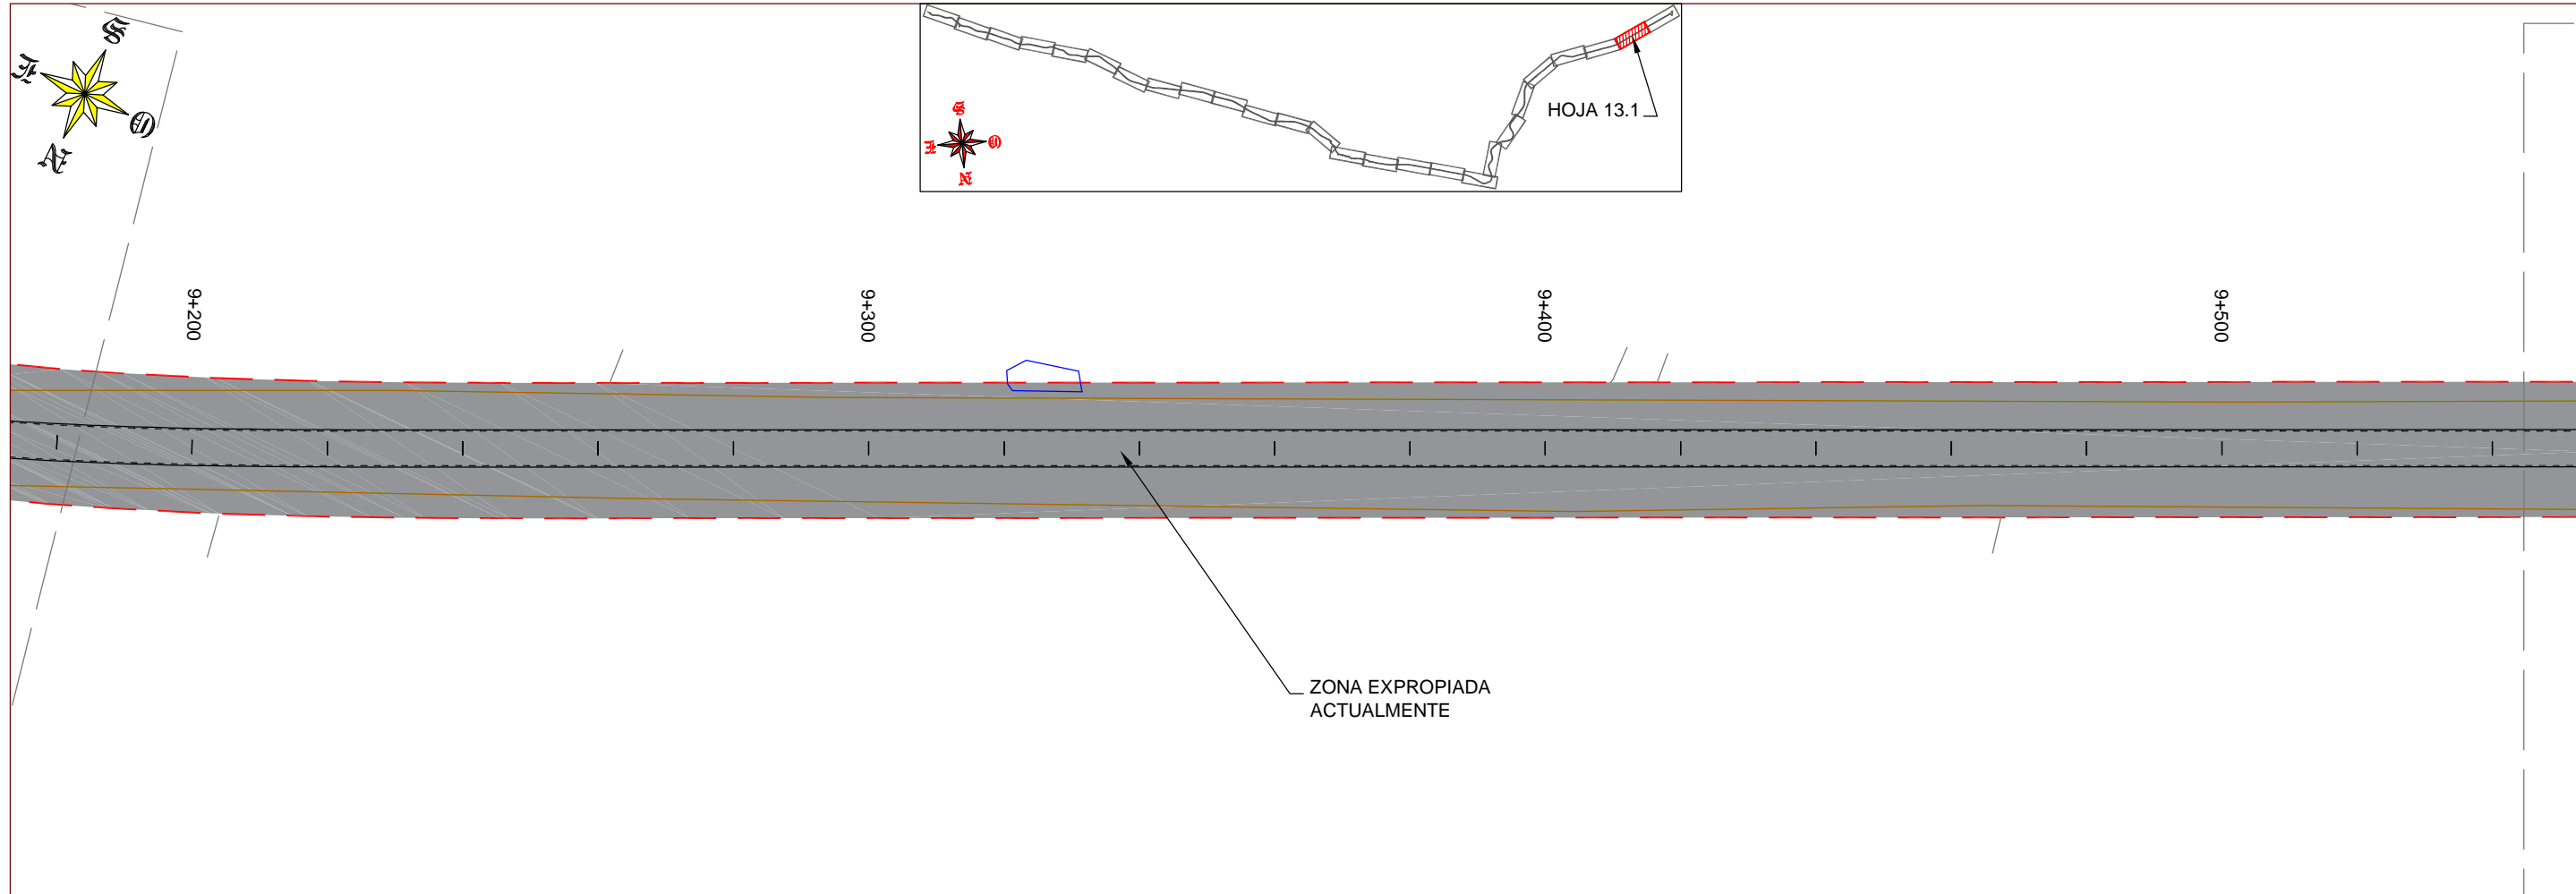 S
E
O
N
S
E
O
N
HOJA 13.1
9+200
9+300
9+400
9+500
ZONA EXPROPIADA
ACTUALMENTE